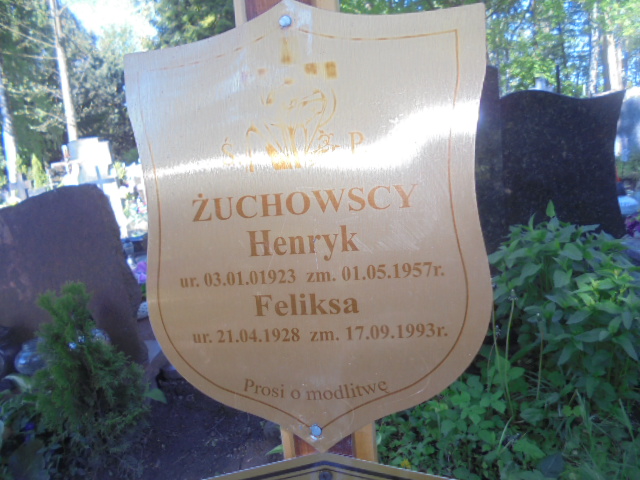 Ś P
ŻUCHOWSCY
Henryk
ur. 03.01.01923 zm. 01.05.1957r.
Feliksa
ur. 21.04.1928 zm. 17.09.1993r.
Prosi o modlitwę